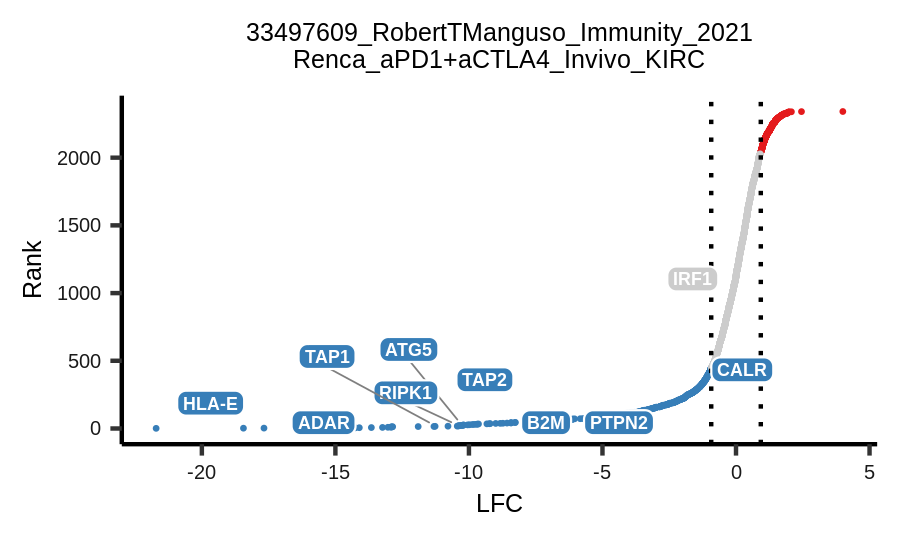 33497609_RobertTManguso_Immunity_2021
Renca_aPD1+aCTLA4_Invivo_KIRC
Rank
2000
1500
1000
500
0
IRF1
TAP1
ATG5
CALR
TAP2
RIPK1
HLA-E
ADAR
B2M
PTPN2
-20
-15
-10
-5
0
5
LFC